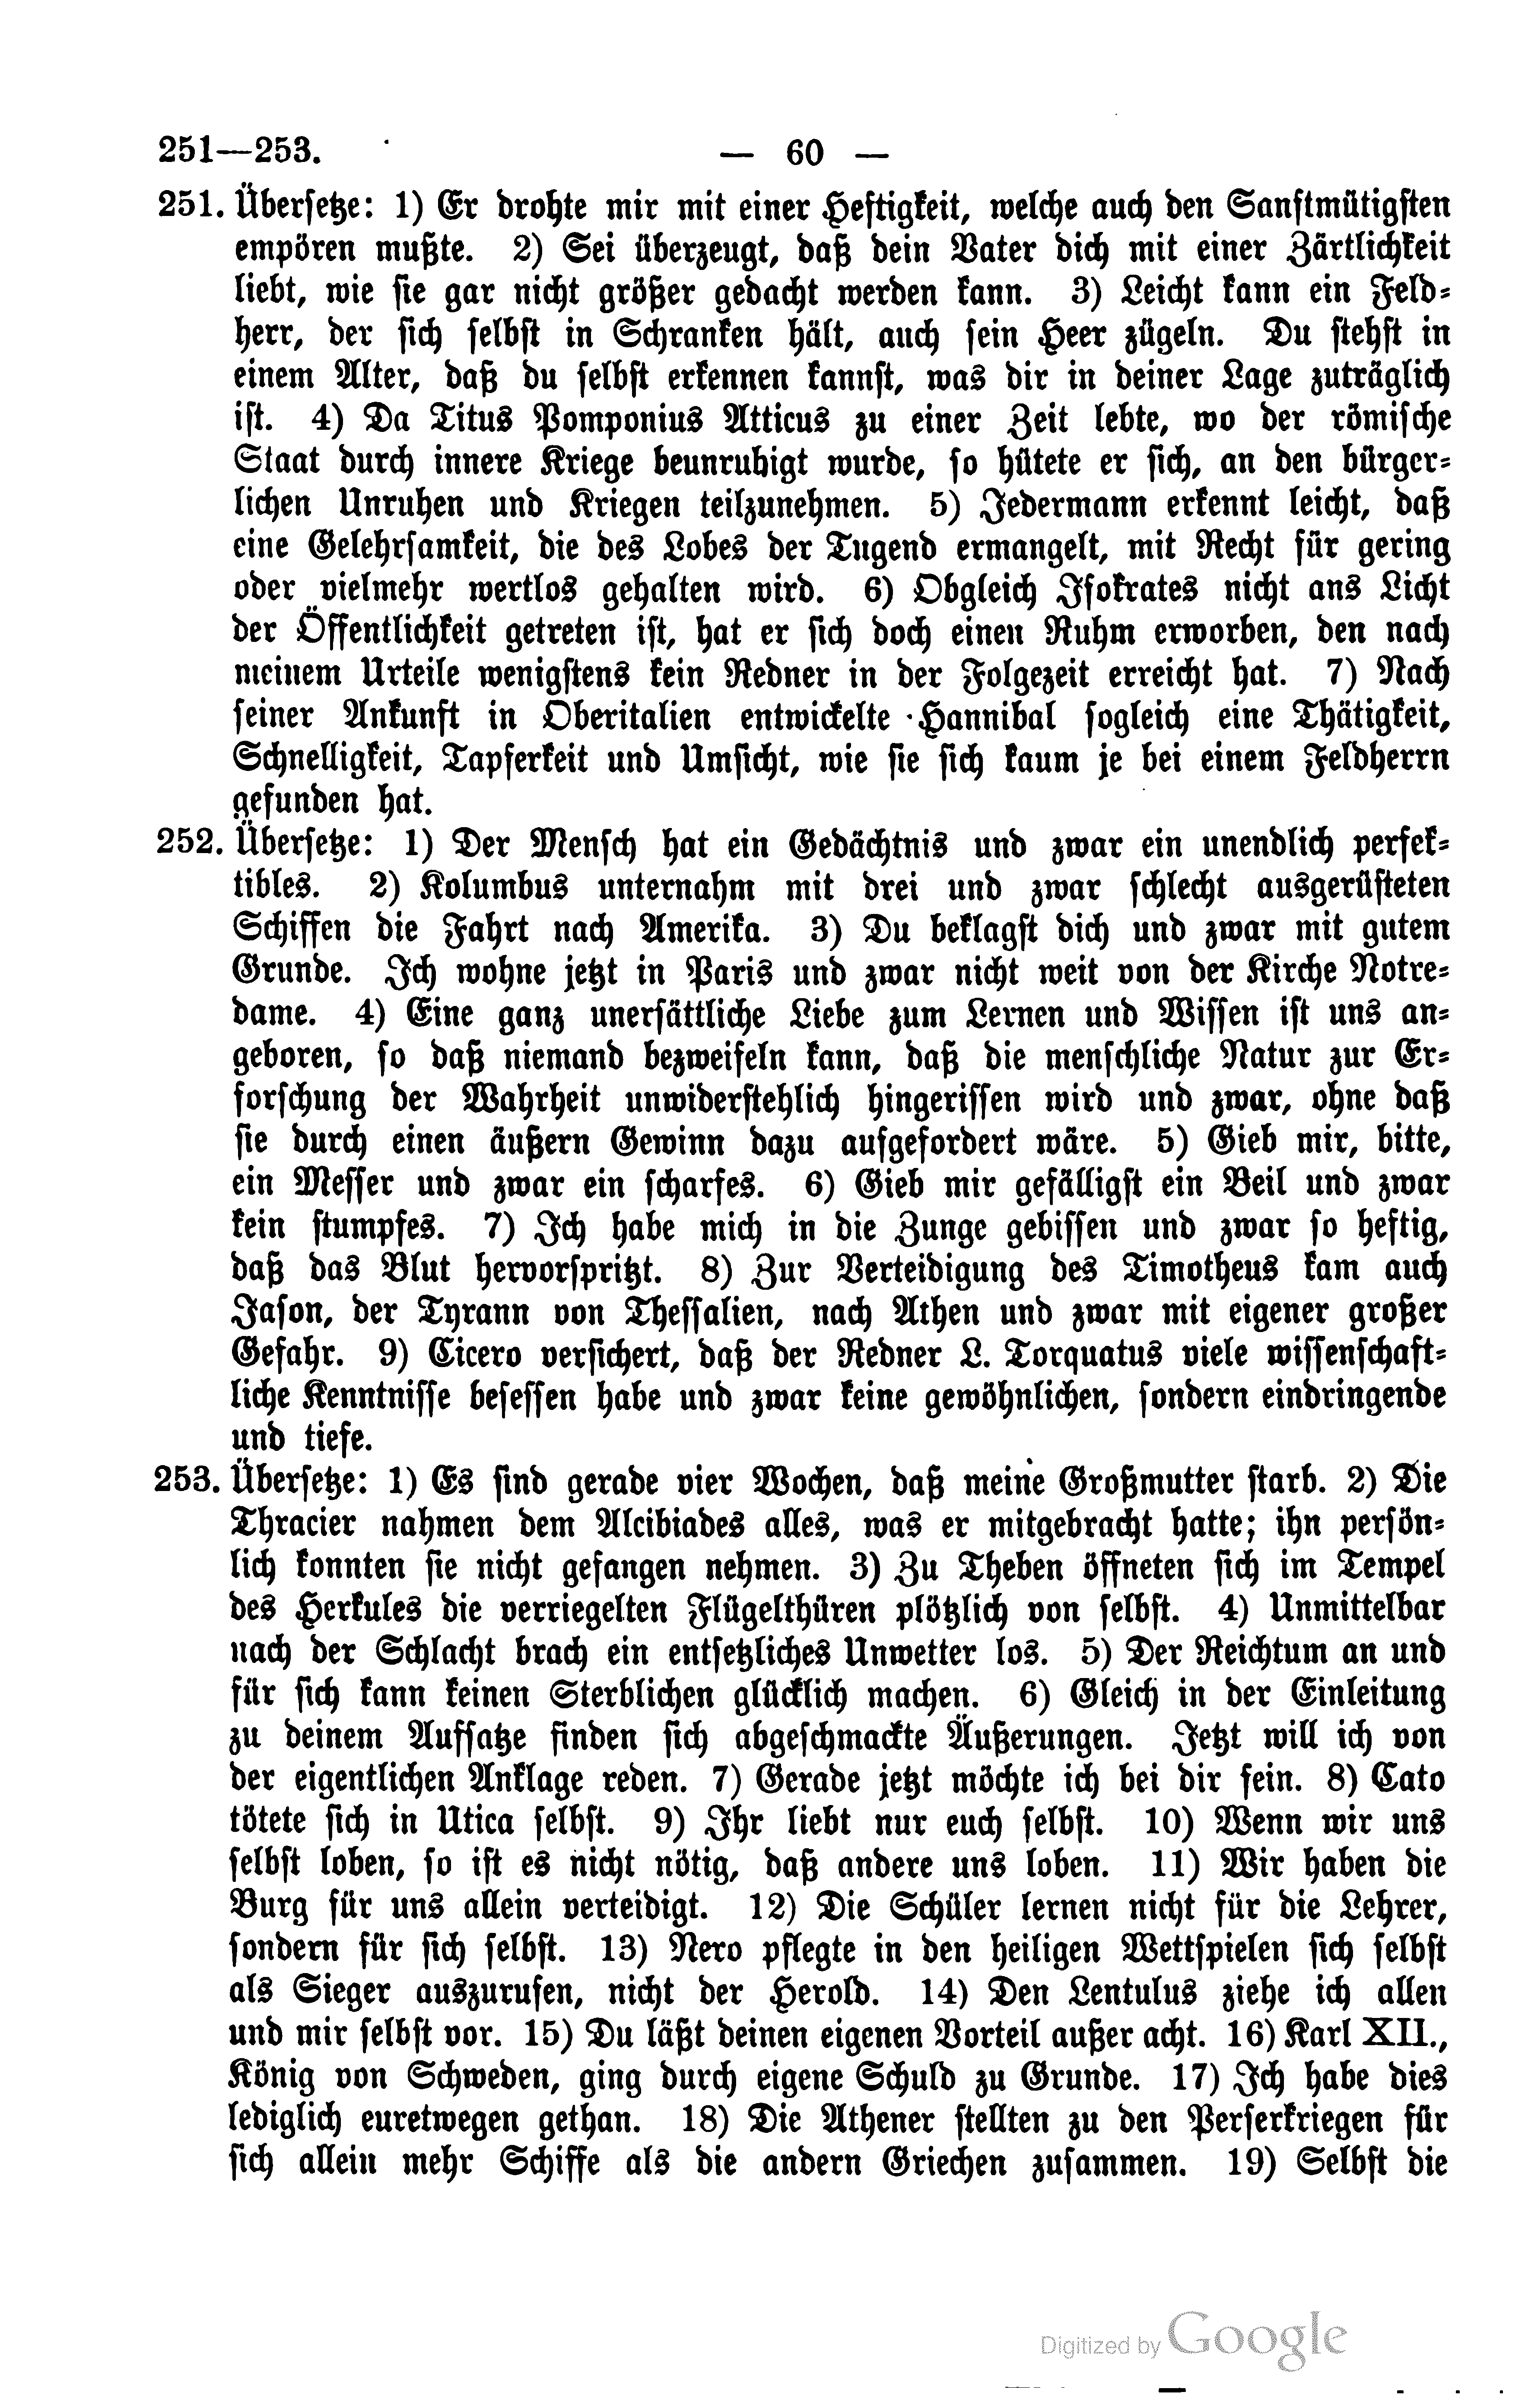 251—253.
— 60 —
251. Übersetze: 1) Er drohte mir mit einer Heftigkeit, welche auch den Sanftmütigsten
empören mußte. 2) Sei überzeugt, daß dein Vater dich mit einer Zärtlichkeit
liebt, wie sie gar nicht größer gedacht werden kann. 3) Leicht kann ein Feld-
herr, der sich selbst in Schranken hält, auch sein Heer zügeln. Du stehst in
einem Alter, daß du selbst erkennen kannst, was dir in deiner Lage zuträglich
ist. 4) Da Titus Pomponius Atticus zu einer Zeit lebte, wo der römische
Staat durch innere Kriege beunruhigt wurde, so hütete er sich, an den bürger-
lichen Unruhen und Kriegen teilzunehmen. 5) Jedermann erkennt leicht, daß
eine Gelehrsamkeit, die des Lobes der Tugend ermangelt, mit Recht für gering
oder vielmehr wertlos gehalten wird. 6) Obgleich Isokrates nicht ans Licht
der Öffentlichkeit getreten ist, hat er sich doch einen Ruhm erworben, den nach
meinem Urteile wenigstens kein Redner in der Folgezeit erreicht hat. 7) Nach
seiner Ankunft in Oberitalien entwickelte Hannibal sogleich eine Thätigkeit,
Schnelligkeit, Tapferkeit und Umsicht, wie sie sich kaum je bei einem Feldherrn
gefunden hat.
252. Übersetze: 1) Der Mensch hat ein Gedächtnis und zwar ein unendlich perfek-
tibles. 2) Kolumbus unternahm mit drei und zwar schlecht ausgerüsteten
Schiffen die Fahrt nach Amerika. 3) Du beklagst dich und zwar mit gutem
Grunde. Ich wohne jetzt in Paris und zwar nicht weit von der Kirche Notre-
dame. 4) Eine ganz unersättliche Liebe zum Lernen und Wissen ist uns an-
geboren, so daß niemand bezweifeln kann, daß die menschliche Natur zur Er-
forschung der Wahrheit unwiderstehlich hingerissen wird und zwar, ohne daß
sie durch einen äußern Gewinn dazu aufgefordert wäre. 5) Gieb mir, bitte,
ein Messer und zwar ein scharfes. 6) Gieb mir gefälligst ein Beil und zwar
kein stumpfes. 7) Ich habe mich in die Zunge gebissen und zwar so heftig,
daß das Blut hervorspritzt. 8) Zur Verteidigung des Timotheus kam auch
Jason, der Tyrann von Thessalien, nach Athen und zwar mit eigener großer
Gefahr. 9) Cicero versichert, daß der Redner L. Torquatus viele wissenschaft-
liche Kenntnisse besessen habe und zwar keine gewöhnlichen, sondern eindringende
und tiefe.
253. Übersetze: 1) Es sind gerade vier Wochen, daß meine Großmutter starb. 2) Die
Thracier nahmen dem Alcibiades alles, was er mitgebracht hatte; ihn persön-
lich konnten sie nicht gefangen nehmen. 3) Zu Theben öffneten sich im Tempel
des Herkules die verriegelten Flügelthüren plötzlich von selbst. 4) Unmittelbar
nach der Schlacht brach ein entsetzliches Unwetter los. 5) Der Reichtum an und
für sich kann keinen Sterblichen glücklich machen. 6) Gleich in der Einleitung
zu deinem Aufsatze finden sich abgeschmackte Äußerungen. Jetzt will ich von
der eigentlichen Anklage reden. 7) Gerade jetzt möchte ich bei dir sein. 8) Cato
tötete sich in Utica selbst. 9) Ihr liebt nur euch selbst. 10) Wenn wir uns
selbst loben, so ist es nicht nötig, daß andere uns loben. 11) Wir haben die
Burg für uns allein verteidigt. 12) Die Schüler lernen nicht für die Lehrer,
sondern für sich selbst. 13) Nero pflegte in den heiligen Wettspielen sich selbst
als Sieger auszurufen, nicht der Herold. 14) Den Lentulus ziehe ich allen
und mir selbst vor. 15) Du läßt deinen eigenen Vorteil außer acht. 16) Karl XII.,
König von Schweden, ging durch eigene Schuld zu Grunde. 17) Ich habe dies
lediglich euretwegen gethan. 18) Die Athener stellten zu den Perserkriegen für
sich allein mehr Schiffe als die andern Griechen zusammen. 19) Selbst die
Digitized by Google